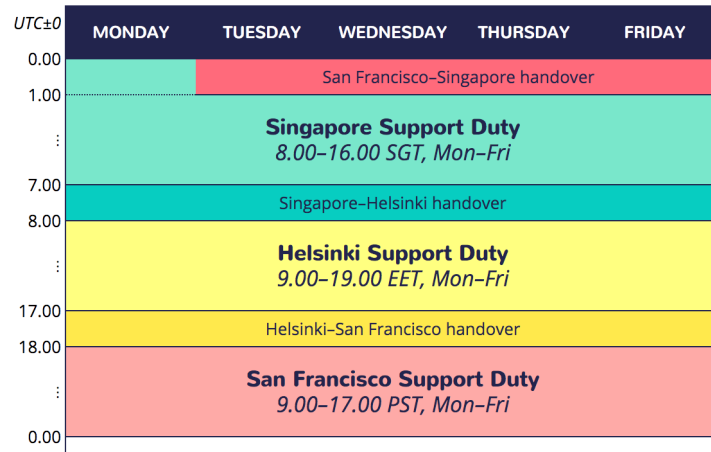 UTC±0
MONDAY TUESDAY WEDNESDAY THURSDAY FRIDAY
0.00
San Francisco–Singapore handover
1.00
Singapore Support Duty
8.00–16.00 SGT, Mon–Fri
⋮
7.00
Singapore–Helsinki handover
8.00
Helsinki Support Duty
9.00–19.00 EET, Mon–Fri
⋮
17.00
Helsinki–San Francisco handover
18.00
San Francisco Support Duty
9.00–17.00 PST, Mon–Fri
⋮
0.00